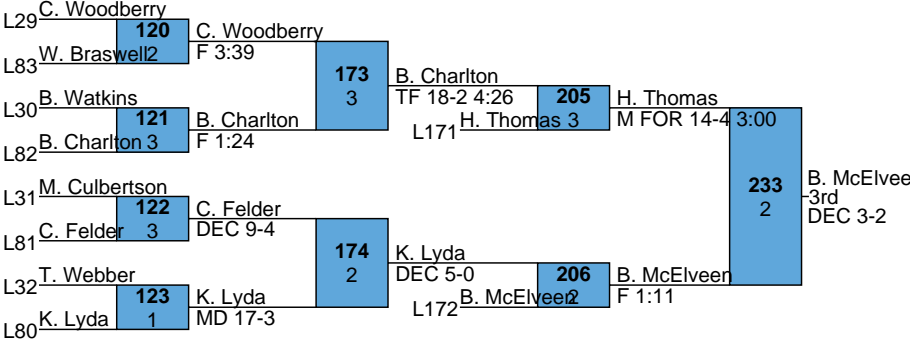 L29 C. Woodberry
120
2
C. Woodberry
F 3:39
L83 W. Braswell
173
3
B. Charlton
TF 18-2 4:26
L30 B. Watkins
121
3
B. Charlton
F 1:24
L82 B. Charlton
205
3
L171 H. Thomas
H. Thomas
M FOR 14-4 3:00
L31 M. Culbertson
122
3
C. Felder
DEC 9-4
L81 C. Felder
233
2
B. McElvee
3rd
DEC 3-2
174
2
K. Lyda
DEC 5-0
L32 T. Webber
123
1
K. Lyda
MD 17-3
L80 K. Lyda
206
2
L172 B. McElveen
B. McElveen
F 1:11